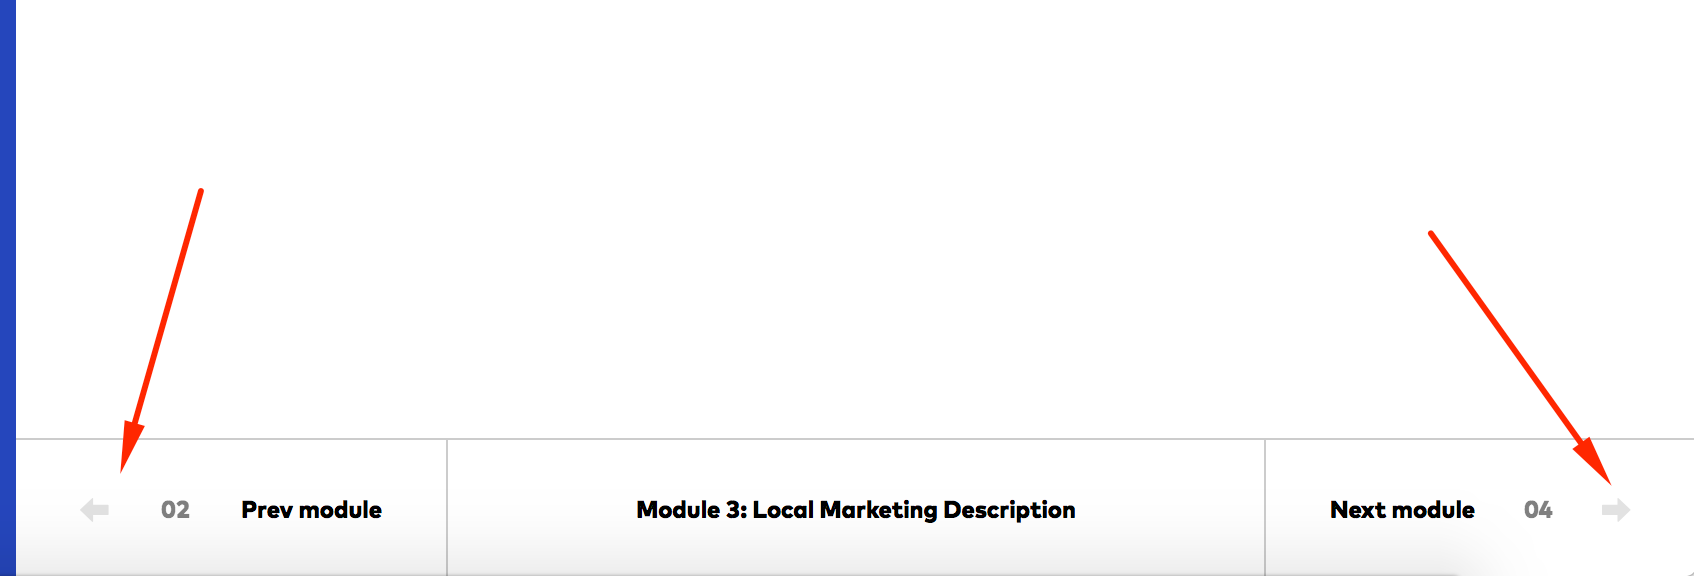 02 Prev module
Module 3: Local Marketing Description
Next module 04